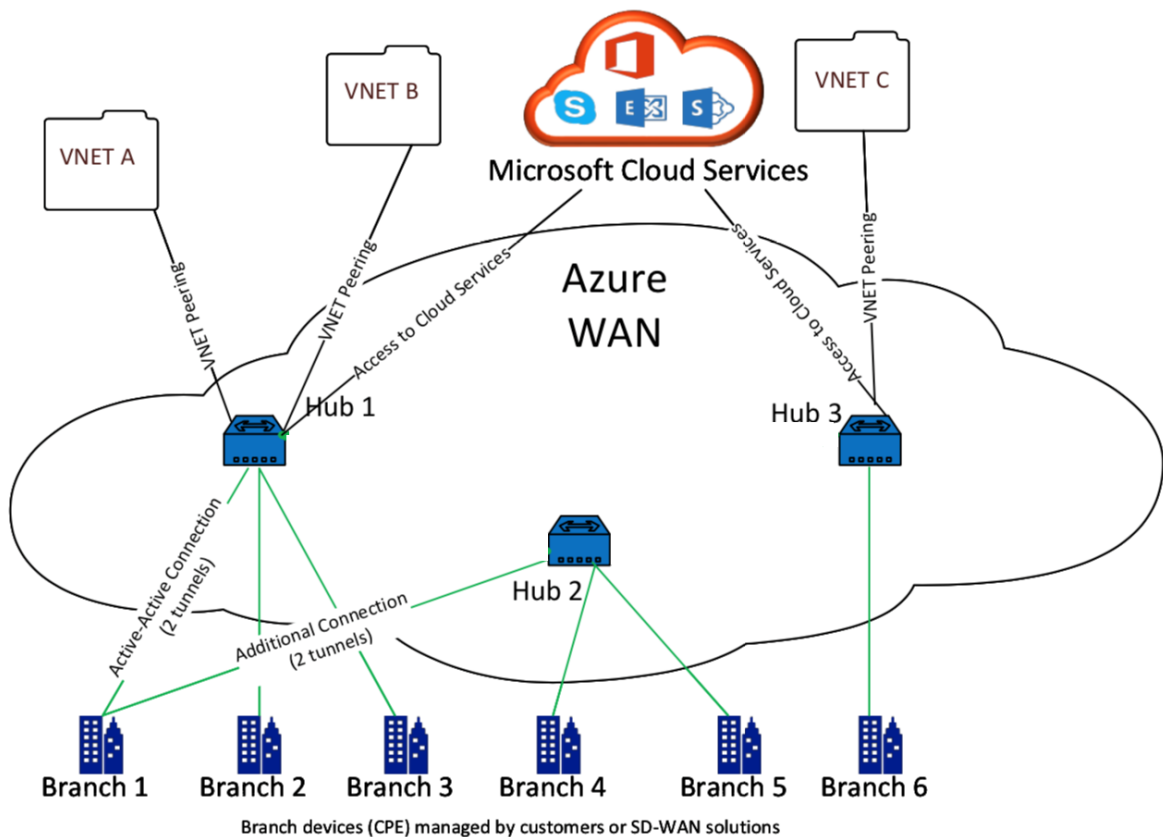 VNET A
VNET B
VNET C
S
E
S
Microsoft Cloud Services
Azure
WAN
VNET Peering
VNET Peering
Access to Cloud Services
Access to Cloud Services
VNET Peering
Hub 1
Hub 3
Hub 2
Active-Active Connection
(2 tunnels)
Additional Connection
(2 tunnels)
Branch 1
Branch 2
Branch 3
Branch 4
Branch 5
Branch 6
Branch devices (CPE) managed by customers or SD-WAN solutions